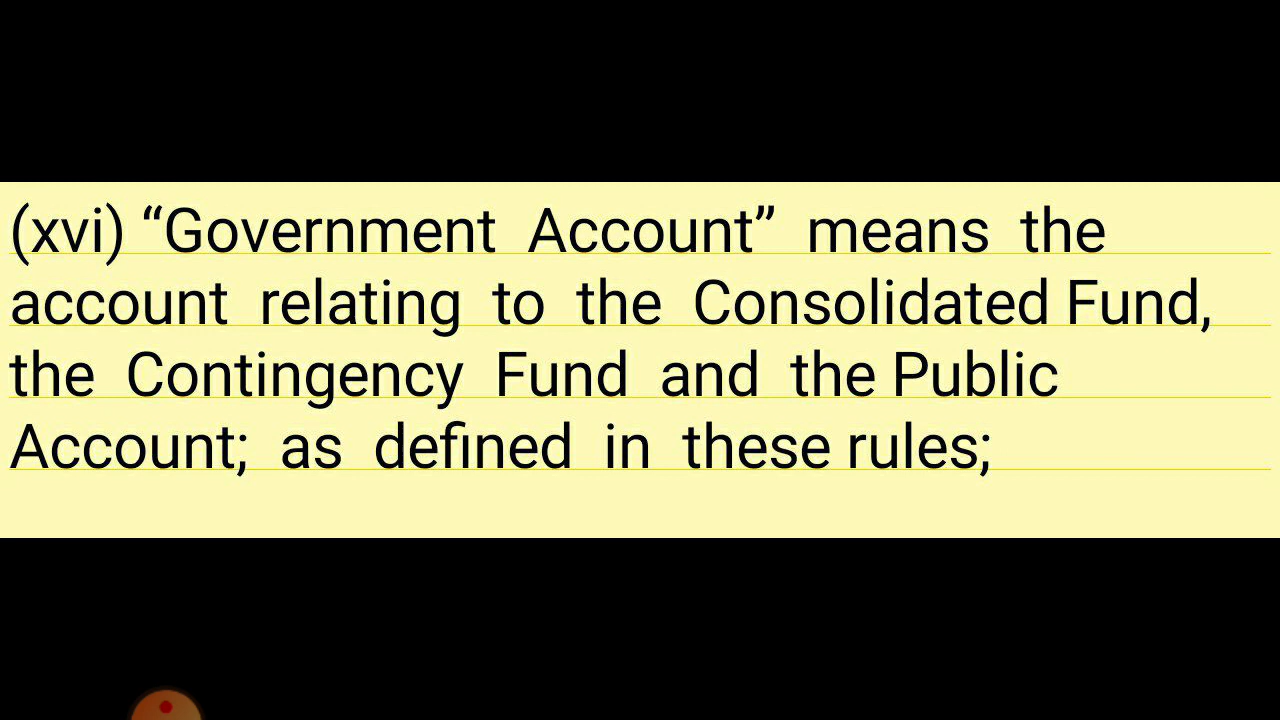 (xvi) “Government Account” means the
account relating to the Consolidated Fund,
the Contingency Fund and the Public
Account; as defined in these rules;